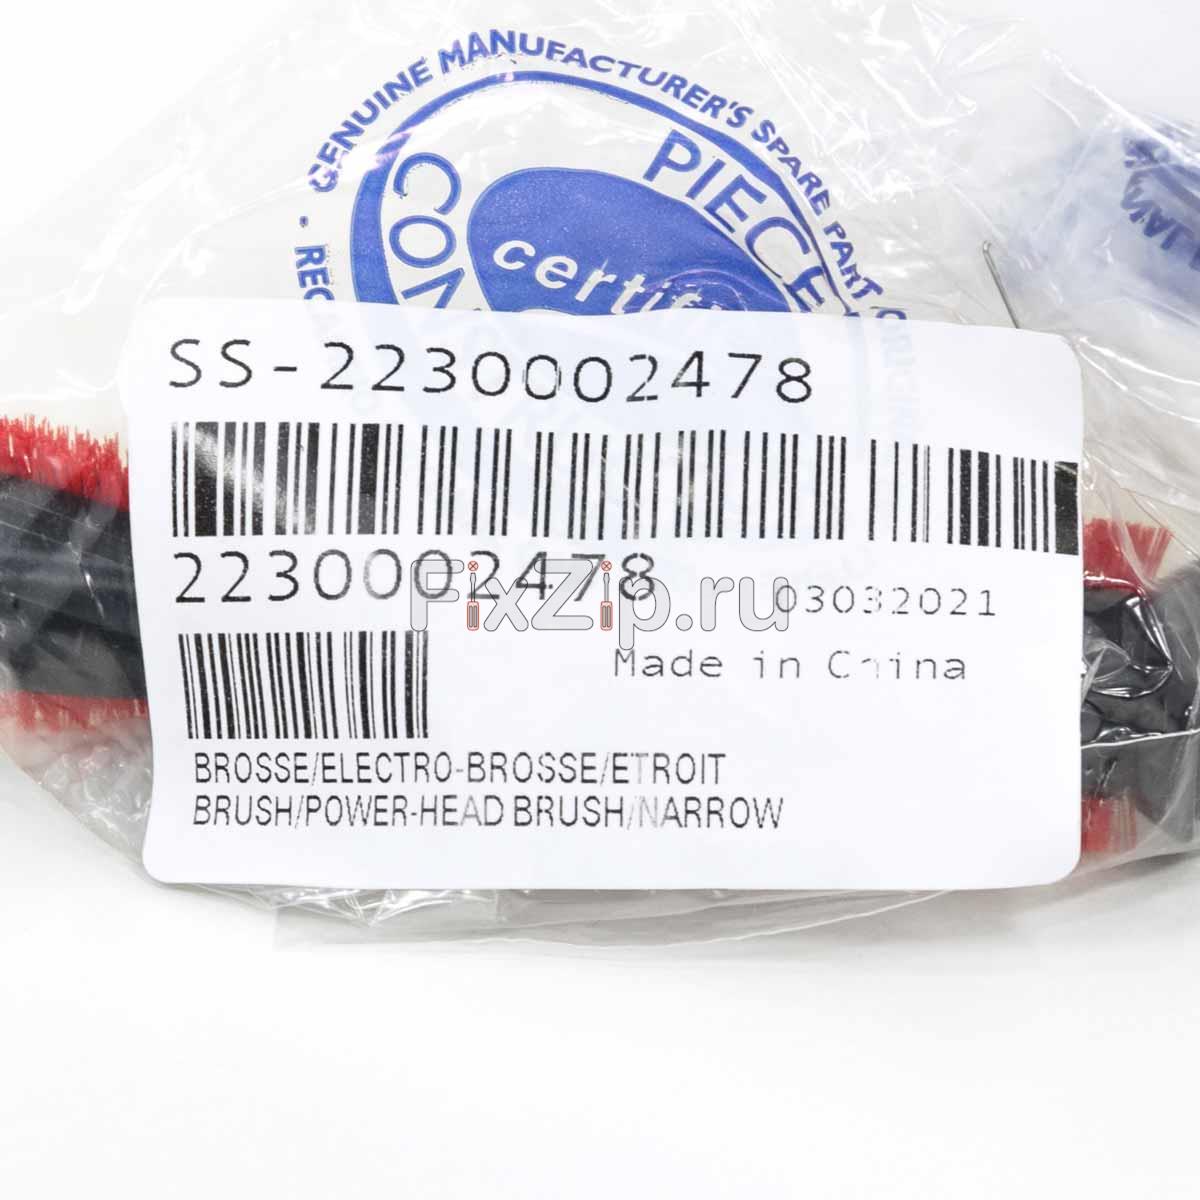 GENUINE MANUFACTURER'S SPARE PART
PIECE
certif
SS-2230002478
2230002478
FixZip.ru
03032021
Made in China
BROSSE/ELECTRO-BROSSE/ETROIT
BRUSH/POWER-HEAD BRUSH/NARROW